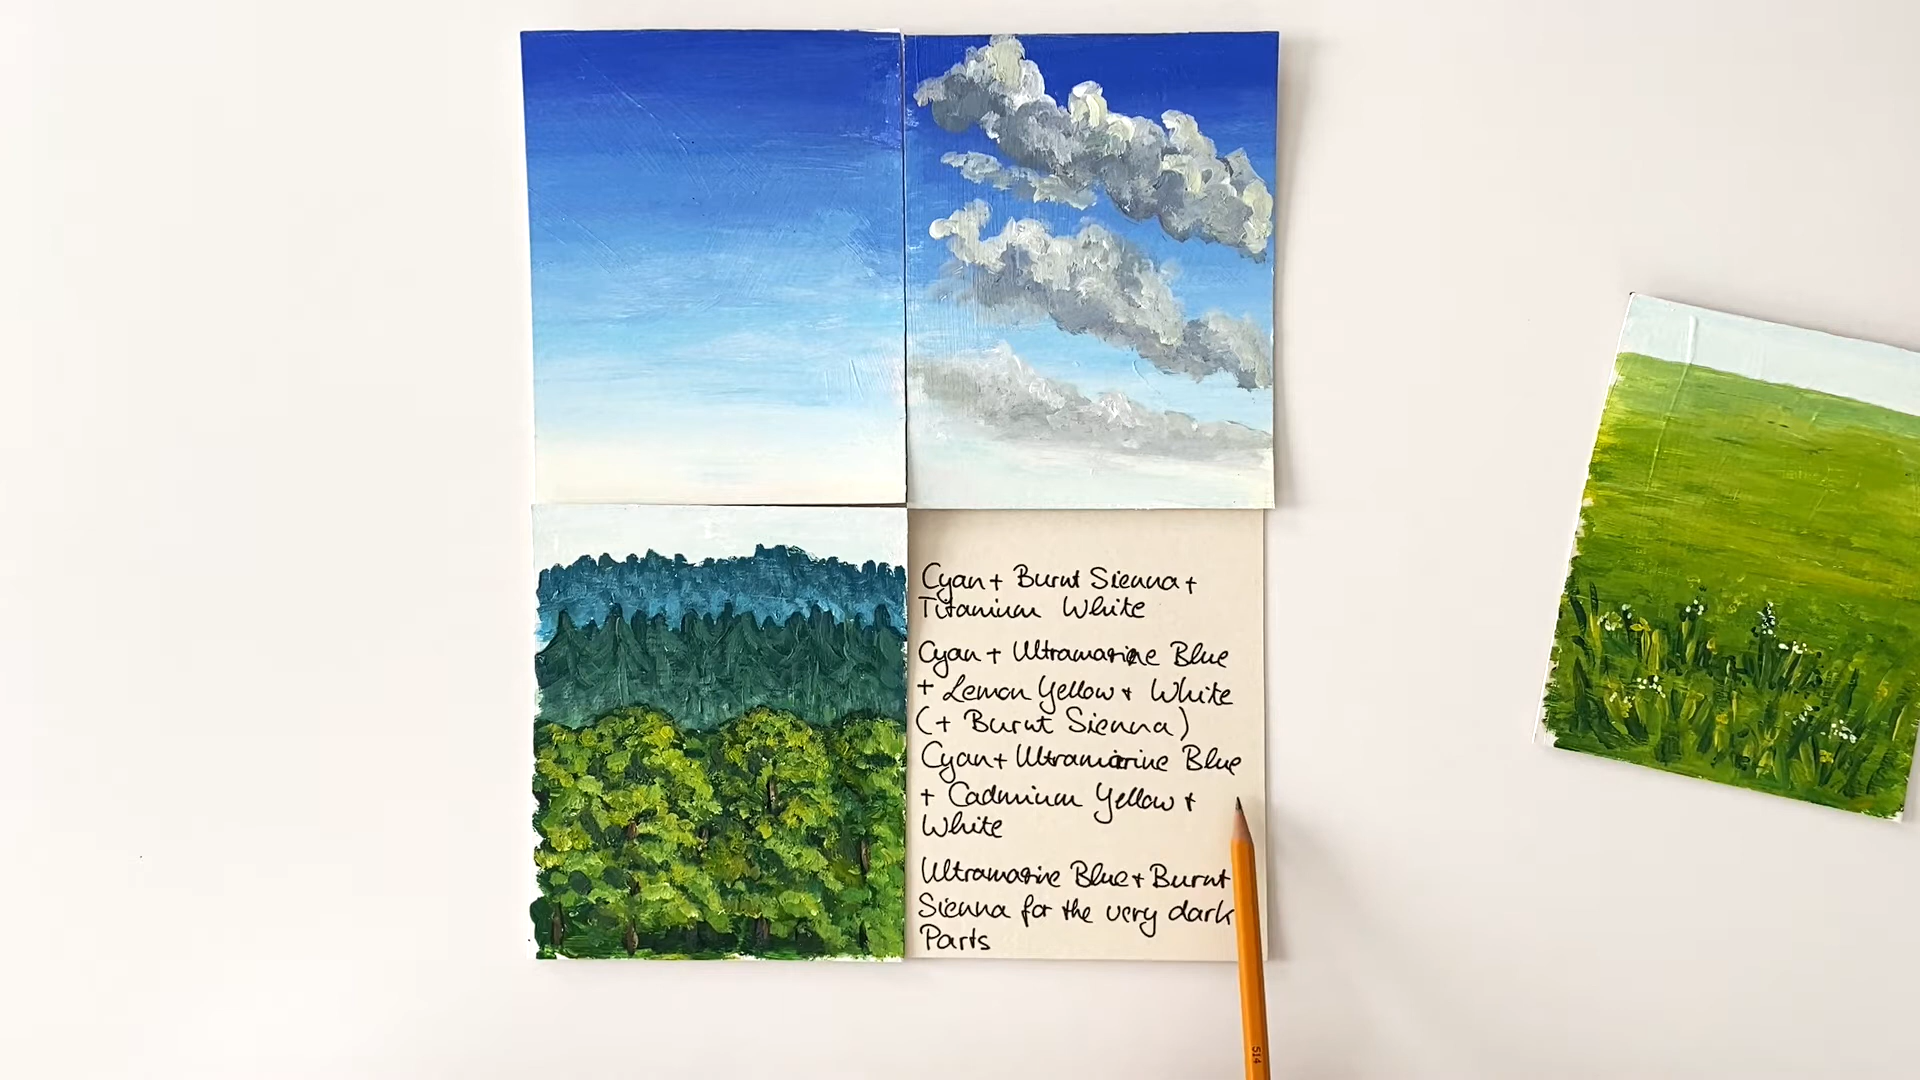 Cyan + Burnt Sienna +
Titanium White
Cyan + Ultramarine Blue
+ Lemon Yellow + White
(+ Burnt Sienna)
Cyan + Ultramarine Blue
+ Cadmium Yellow +
White
Ultramarine Blue + Burnt
Sienna for the very dark
Parts
514